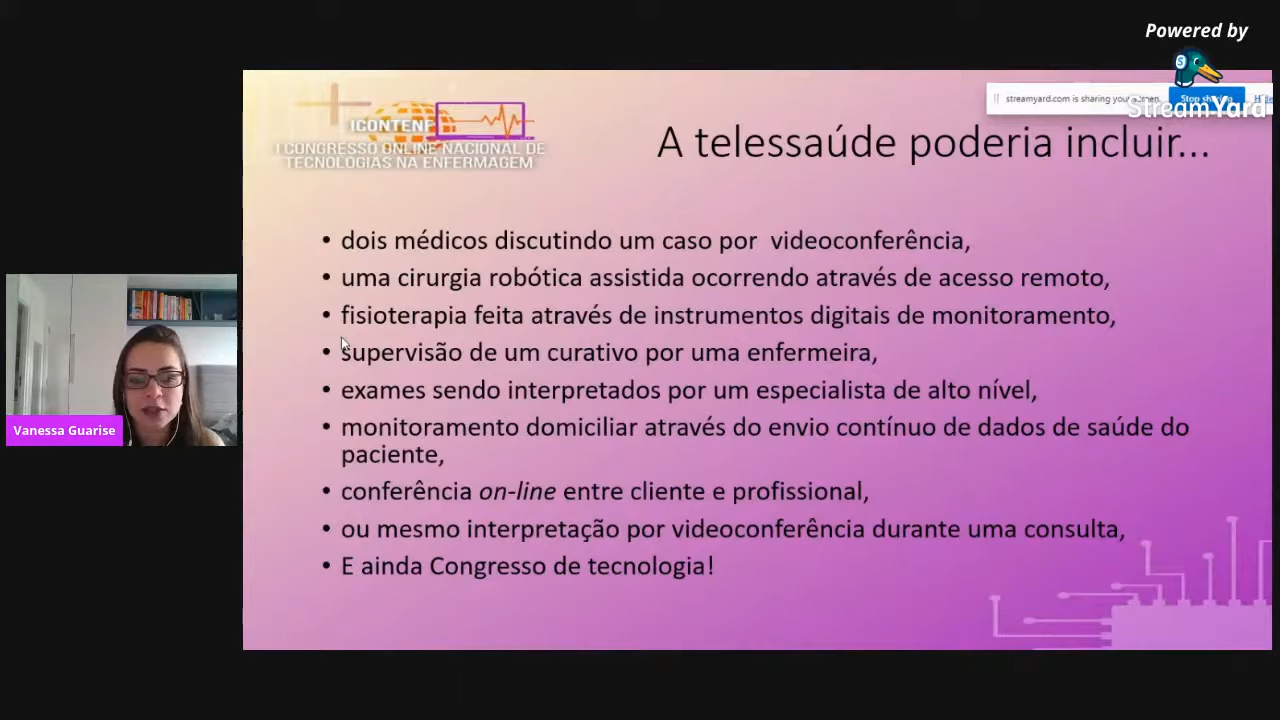 Powered by
StreamYard
streamyard.com is sharing your screen.
Stop sharing
Hide
ICONTENF
I CONGRESSO ONLINE NACIONAL DE
TECNOLOGIAS NA ENFERMAGEM
A telessaúde poderia incluir...
• dois médicos discutindo um caso por videoconferência,
• uma cirurgia robótica assistida ocorrendo através de acesso remoto,
• fisioterapia feita através de instrumentos digitais de monitoramento,
• supervisão de um curativo por uma enfermeira,
• exames sendo interpretados por um especialista de alto nível,
• monitoramento domiciliar através do envio contínuo de dados de saúde do
paciente,
• conferência on-line entre cliente e profissional,
• ou mesmo interpretação por videoconferência durante uma consulta,
• E ainda Congresso de tecnologia!
Vanessa Guarise